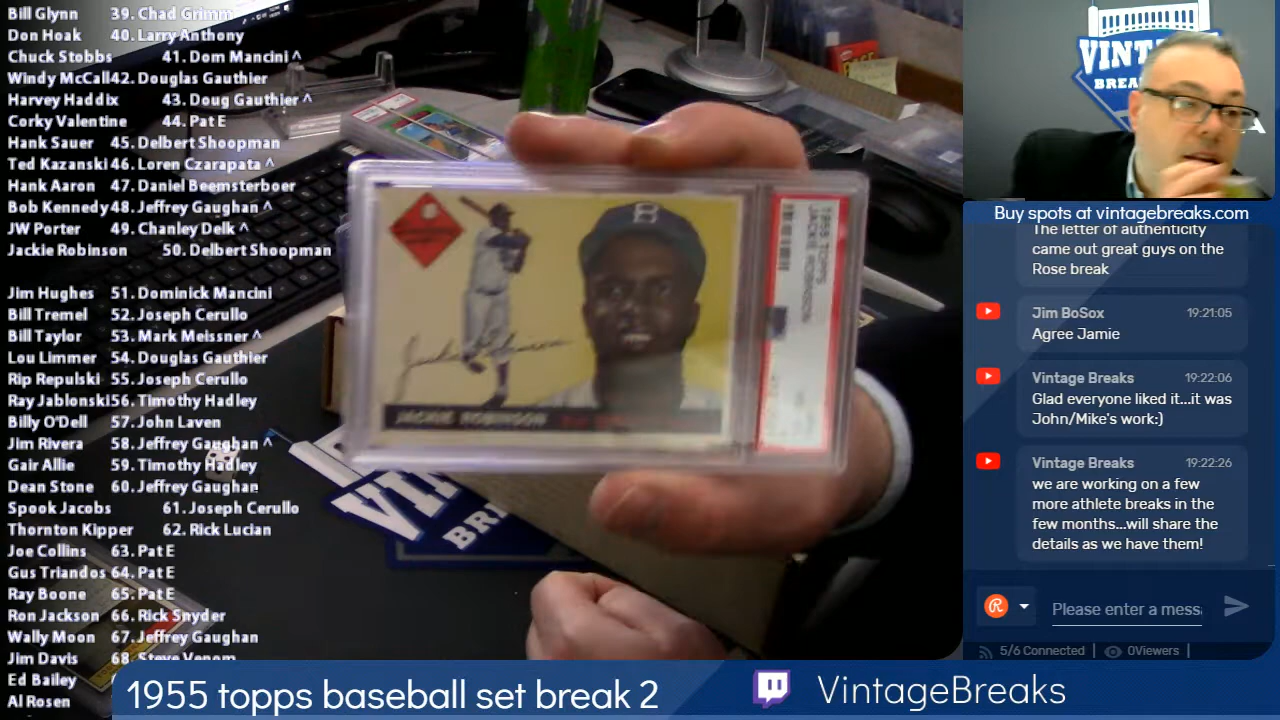 Bill Glynn 39. Chad Grimm
Don Hoak 40. Larry Anthony
Chuck Stobbs 41. Dom Mancini ^
Windy McCall 42. Douglas Gauthier
Harvey Haddix 43. Doug Gauthier ^
Corky Valentine 44. Pat E
Hank Sauer 45. Delbert Shoopman
Ted Kazanski 46. Loren Czarapata ^
Hank Aaron 47. Daniel Beemsterboer
Bob Kennedy 48. Jeffrey Gaughan ^
JW Porter 49. Chanley Delk ^
Jackie Robinson 50. Delbert Shoopman
Jim Hughes 51. Dominick Mancini
Bill Tremel 52. Joseph Cerullo
Bill Taylor 53. Mark Meissner ^
Lou Limmer 54. Douglas Gauthier
Rip Repulski 55. Joseph Cerullo
Ray Jablonski 56. Timothy Hadley
Billy O'Dell 57. John Laven
Jim Rivera 58. Jeffrey Gaughan ^
Gair Allie 59. Timothy Hadley
Dean Stone 60. Jeffrey Gaughan
Spook Jacobs 61. Joseph Cerullo
Thornton Kipper 62. Rick Lucian
Joe Collins 63. Pat E
Gus Triandos 64. Pat E
Ray Boone 65. Pat E
Ron Jackson 66. Rick Snyder
Wally Moon 67. Jeffrey Gaughan
Jim Davis 68. Steve Venom
Ed Bailey
Al Rosen
B
JACKIE ROBINSON
1955 TOPPS
JACKIE ROBINSON
VIN
BRE
VINT
BREA
A
Buy spots at vintagebreaks.com
The letter of authenticity
came out great guys on the
Rose break
Jim BoSox 19:21:05
Agree Jamie
Vintage Breaks 19:22:06
Glad everyone liked it...it was
John/Mike's work:)
Vintage Breaks 19:22:26
we are working on a few
more athlete breaks in the
few months...will share the
details as we have them!
Please enter a messa
5/6 Connected | 0Viewers |
1955 topps baseball set break 2
VintageBreaks